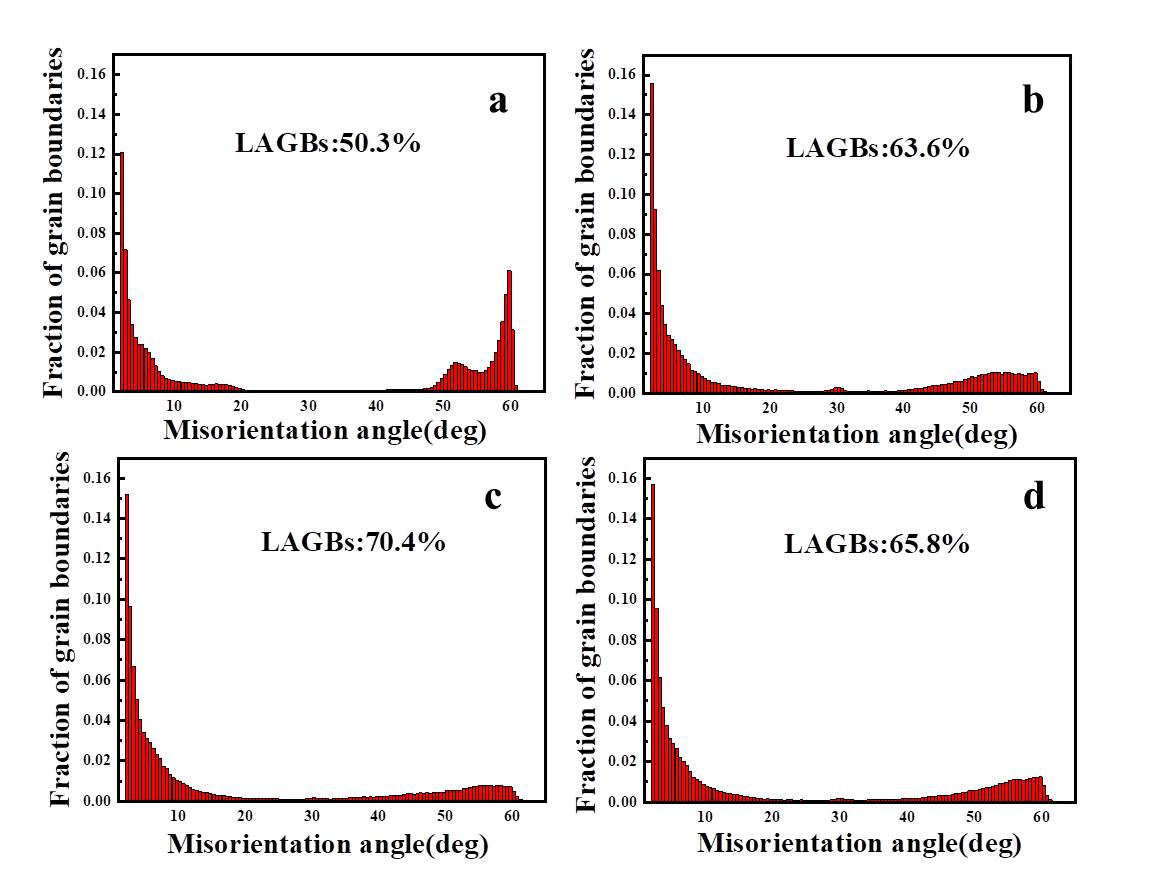 Fraction of grain boundaries
0.16
0.14
0.12
0.10
0.08
0.06
0.04
0.02
0.00
a
LAGBs:50.3%
10 20 30 40 50 60
Misorientation angle(deg)
Fraction of grain boundaries
0.16
0.14
0.12
0.10
0.08
0.06
0.04
0.02
0.00
b
LAGBs:63.6%
10 20 30 40 50 60
Misorientation angle(deg)
Fraction of grain boundaries
0.16
0.14
0.12
0.10
0.08
0.06
0.04
0.02
0.00
c
LAGBs:70.4%
10 20 30 40 50 60
Misorientation angle(deg)
Fraction of grain boundaries
0.16
0.14
0.12
0.10
0.08
0.06
0.04
0.02
0.00
d
LAGBs:65.8%
10 20 30 40 50 60
Misorientation angle(deg)